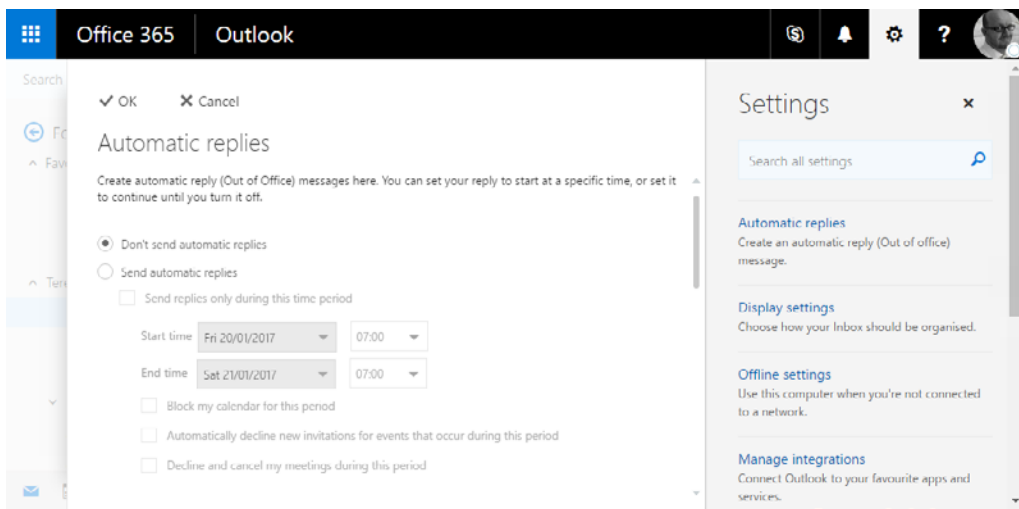 Office 365 Outlook ?
Search
OK Cancel
Automatic replies
Create automatic reply (Out of Office) messages here. You can set your reply to start at a specific time, or set it
to continue until you turn it off.
Don't send automatic replies
Send automatic replies
Send replies only during this time period
Start time Fri 20/01/2017 07:00
End time Sat 21/01/2017 07:00
Block my calendar for this period
Automatically decline new invitations for events that occur during this period
Decline and cancel my meetings during this period
Settings
Search all settings
Automatic replies
Create an automatic reply (Out of office)
message.
Display settings
Choose how your Inbox should be organised.
Offline settings
Use this computer when you're not connected
to a network.
Manage integrations
Connect Outlook to your favourite apps and
services.